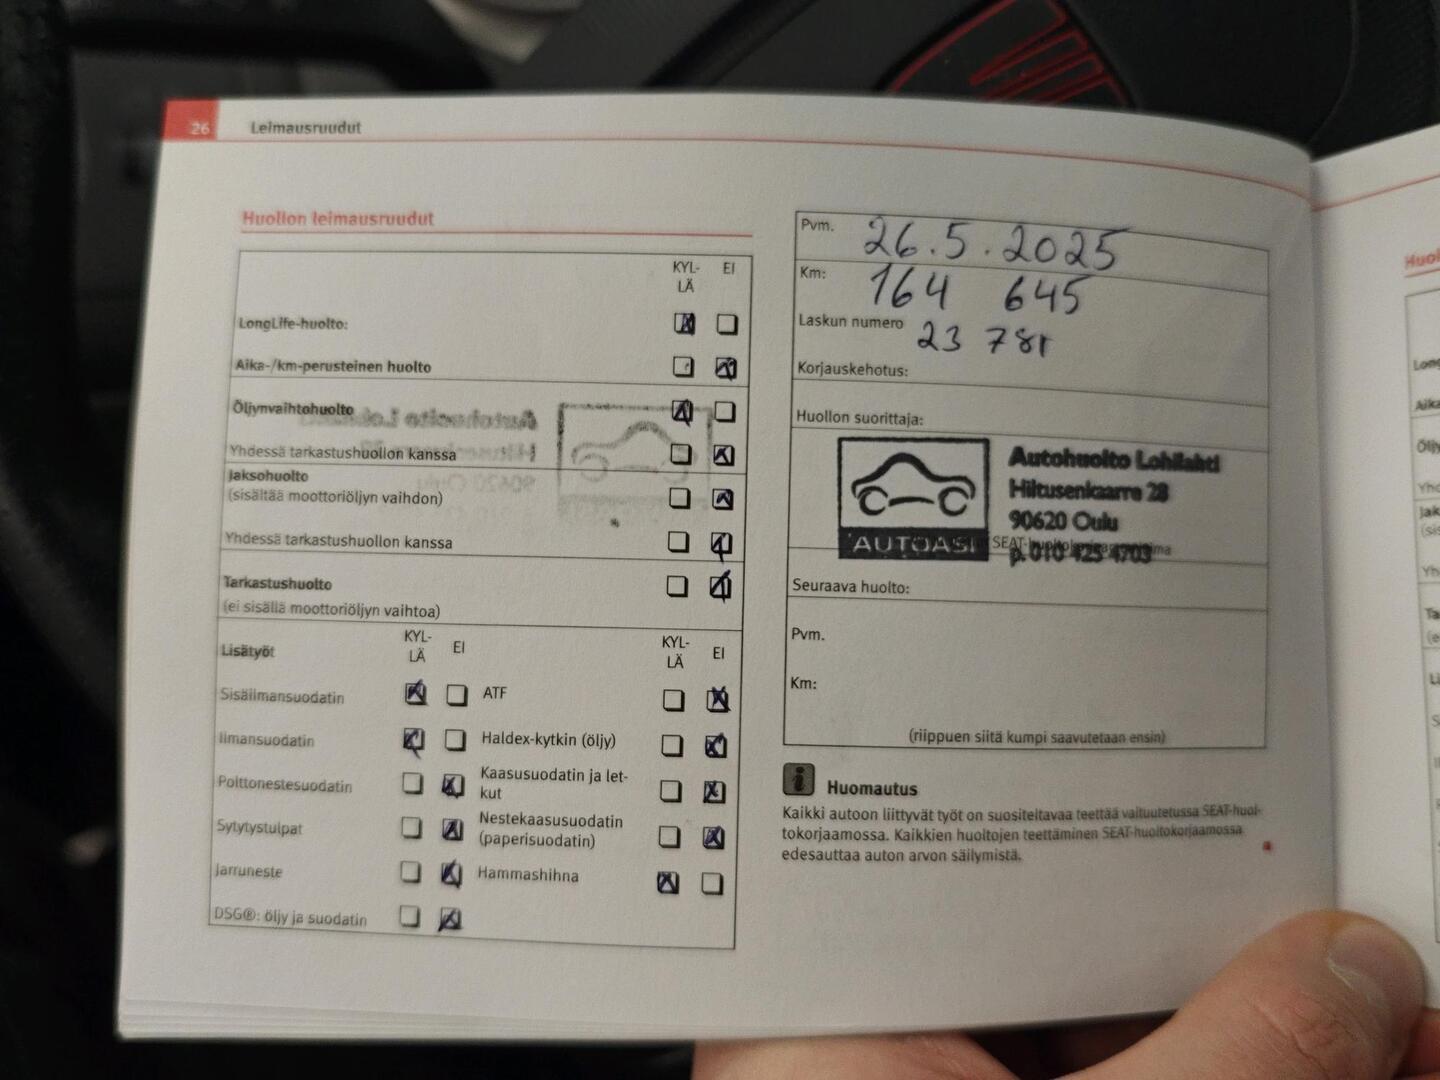 26 Leimausruudut
Huollon leimausruudut
KYL-
LÄ
EI
LongLife-huolto:
Aika-/km-perusteinen huolto
Öljynvaihtohuolto
Yhdessä tarkastushuollon kanssa
Jaksohuolto
(sisältää moottoriöljyn vaihdon)
Yhdessä tarkastushuollon kanssa
Tarkastushuolto
(ei sisällä moottoriöljyn vaihtoa)
Lisätyöt
KYL-
LÄ
EI
KYL-
LÄ
EI
Sisäilmansuodatin
ATF
Ilmansuodatin
Haldex-kytkin (öljy)
Polttonestesuodatin
Kaasusuodatin ja let-
kut
Sytytystulpat
Nestekaasusuodatin
(paperisuodatin)
Jarruneste
Hammashihna
DSG®: öljy ja suodatin
Pvm. 26.5.2025
Km: 164 645
Laskun numero 23 781
Korjauskehotus:
Huollon suorittaja:
AUTOASI
Autohuolto Lohilahti
Hiltusenkaarre 28
90620 Oulu
p. 010 425 4703
Seuraava huolto:
Pvm.
Km:
(riippuen siitä kumpi saavutetaan ensin)
Huomautus
Kaikki autoon liittyvät työt on suositeltavaa teettää valtuutetussa SEAT-huol-
tokorjaamossa. Kaikkien huoltojen teettäminen SEAT-huoltokorjaamossa
edesauttaa auton arvon säilymistä.